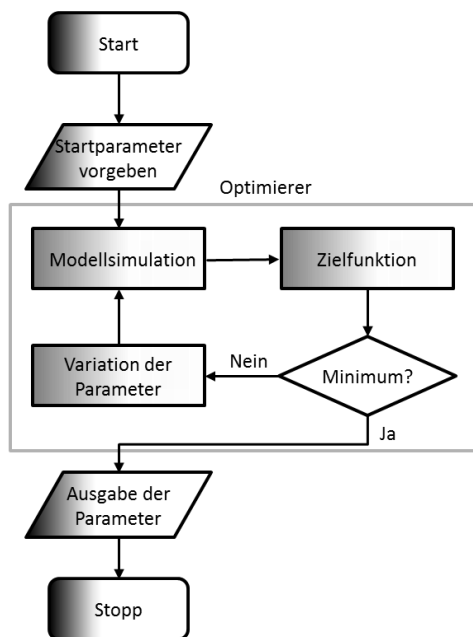 Start
Startparameter
vorgeben
Optimierer
Modellsimulation
Zielfunktion
Variation der
Parameter
Nein
Minimum?
Ja
Ausgabe der
Parameter
Stopp